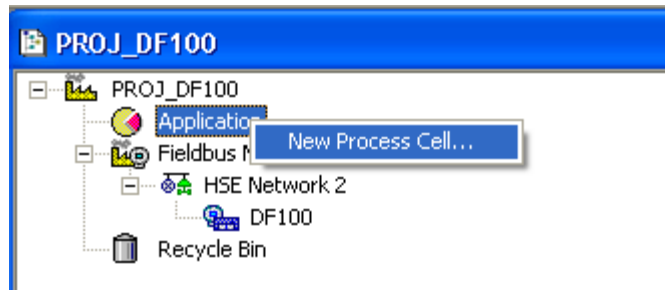 PROJ_DF100
PROJ_DF100
Application
New Process Cell...
Fieldbus
HSE Network 2
DF100
Recycle Bin